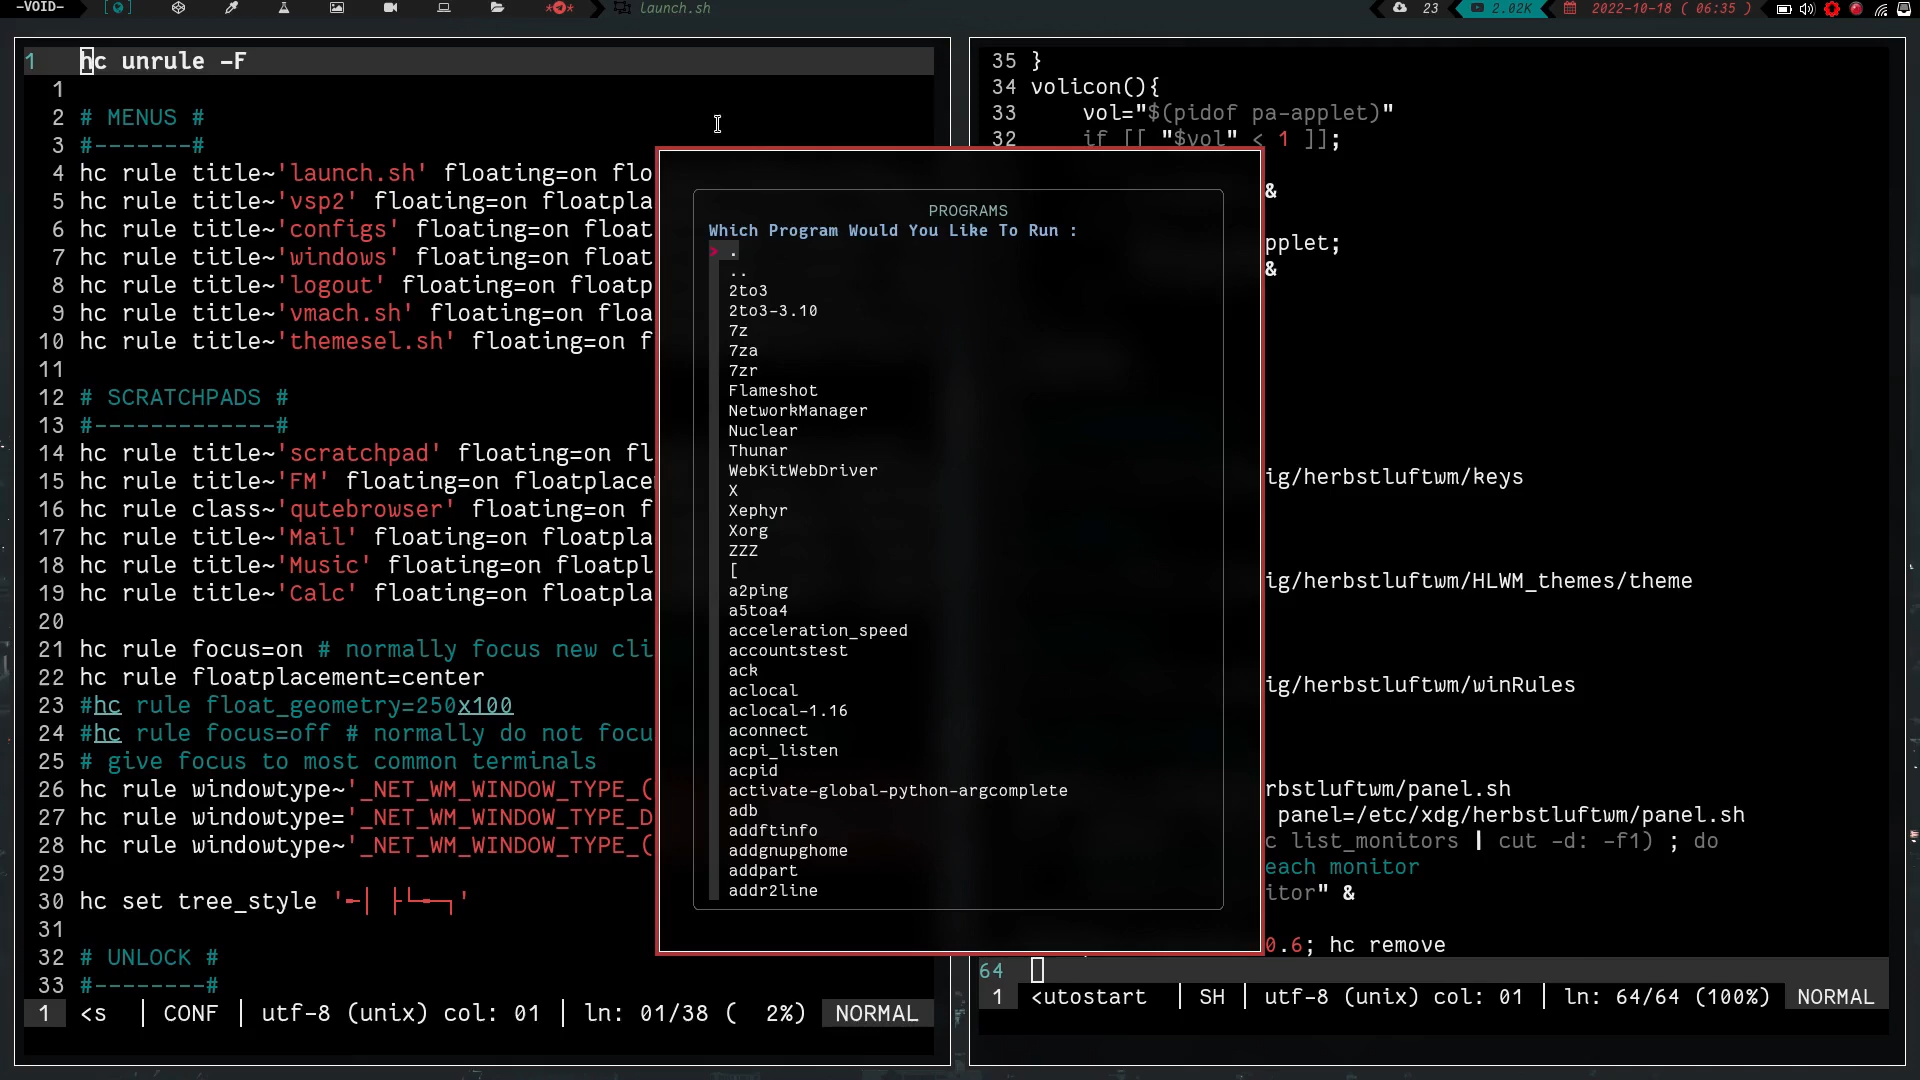 -VOID-
launch.sh
23
2.02K
2022-10-18 ( 06:35 )
1 hc unrule -F
1
2 # MENUS #
3 #-------#
4 hc rule title~'launch.sh' floating=on flo
5 hc rule title~'vsp2' floating=on floatpla
6 hc rule title~'configs' floating=on float
7 hc rule title~'windows' floating=on float
8 hc rule title~'logout' floating=on floatp
9 hc rule title~'vmach.sh' floating=on floa
10 hc rule title~'themesel.sh' floating=on f
11
12 # SCRATCHPADS #
13 #-------------#
14 hc rule title~'scratchpad' floating=on fl
15 hc rule title~'FM' floating=on floatplace
16 hc rule class~'qutebrowser' floating=on f
17 hc rule title~'Mail' floating=on floatpla
18 hc rule title~'Music' floating=on floatpl
19 hc rule title~'Calc' floating=on floatpla
20
21 hc rule focus=on # normally focus new cli
22 hc rule floatplacement=center
23 #hc rule float_geometry=250x100
24 #hc rule focus=off # normally do not focu
25 # give focus to most common terminals
26 hc rule windowtype~'_NET_WM_WINDOW_TYPE_(
27 hc rule windowtype='_NET_WM_WINDOW_TYPE_D
28 hc rule windowtype~'_NET_WM_WINDOW_TYPE_(
29
30 hc set tree_style '╾│ ├└╼─┐'
31
32 # UNLOCK #
33 #--------#
1 <s │ CONF │ utf-8 (unix) col: 01 │ ln: 01/38 ( 2%) NORMAL
PROGRAMS
Which Program Would You Like To Run :
> .
..
2to3
2to3-3.10
7z
7za
7zr
Flameshot
NetworkManager
Nuclear
Thunar
WebKitWebDriver
X
Xephyr
Xorg
ZZZ
[
a2ping
a5toa4
acceleration_speed
accountstest
ack
aclocal
aclocal-1.16
aconnect
acpi_listen
acpid
activate-global-python-argcomplete
adb
addftinfo
addgnupghome
addpart
addr2line
35 }
34 volicon(){
33 vol="$(pidof pa-applet)"
32 if [[ "$vol" < 1 ]];
&
pplet;
&
ig/herbstluftwm/keys
ig/herbstluftwm/HLWM_themes/theme
ig/herbstluftwm/winRules
rbstluftwm/panel.sh
panel=/etc/xdg/herbstluftwm/panel.sh
c list_monitors | cut -d: -f1) ; do
each monitor
itor" &
0.6; hc remove
64
1 <utostart │ SH │ utf-8 (unix) col: 01 │ ln: 64/64 (100%) NORMAL